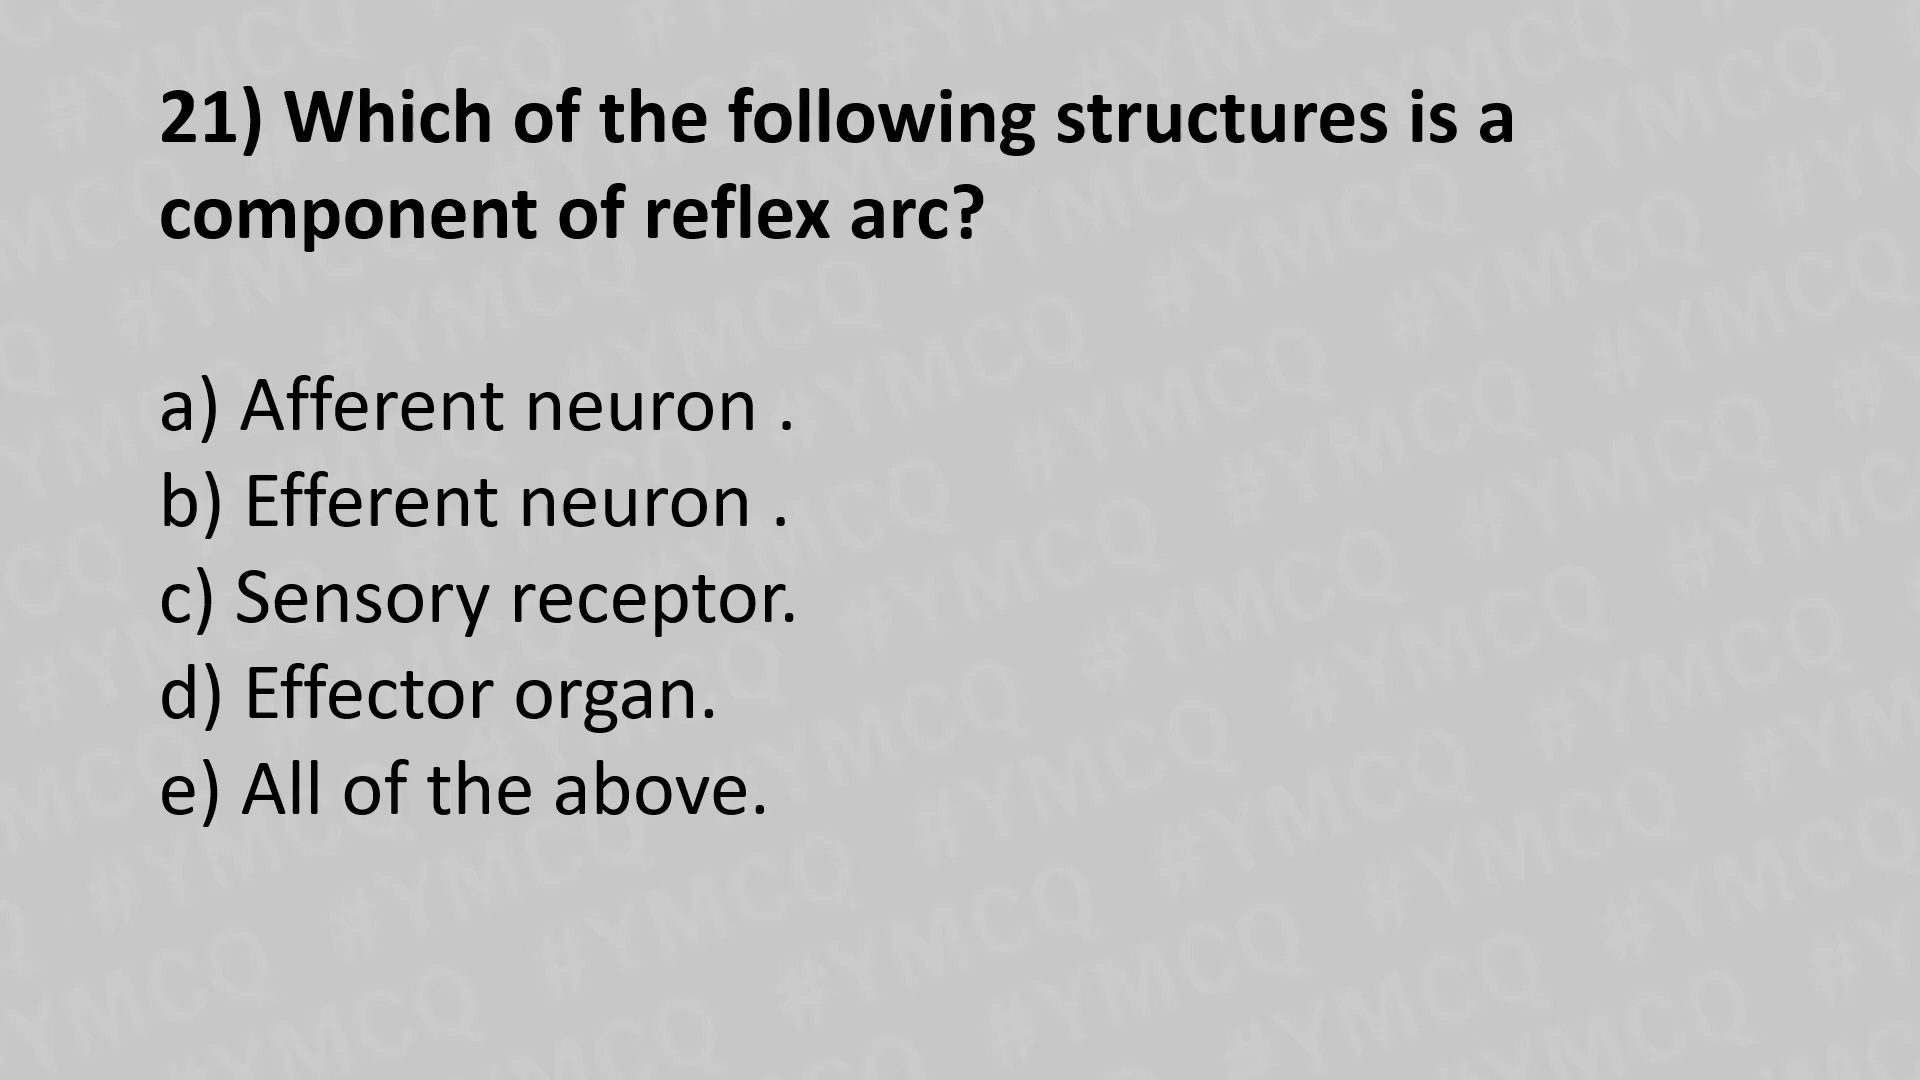 21) Which of the following structures is a
component of reflex arc?
a) Afferent neuron .
b) Efferent neuron .
c) Sensory receptor.
d) Effector organ.
e) All of the above.
#YMCQ